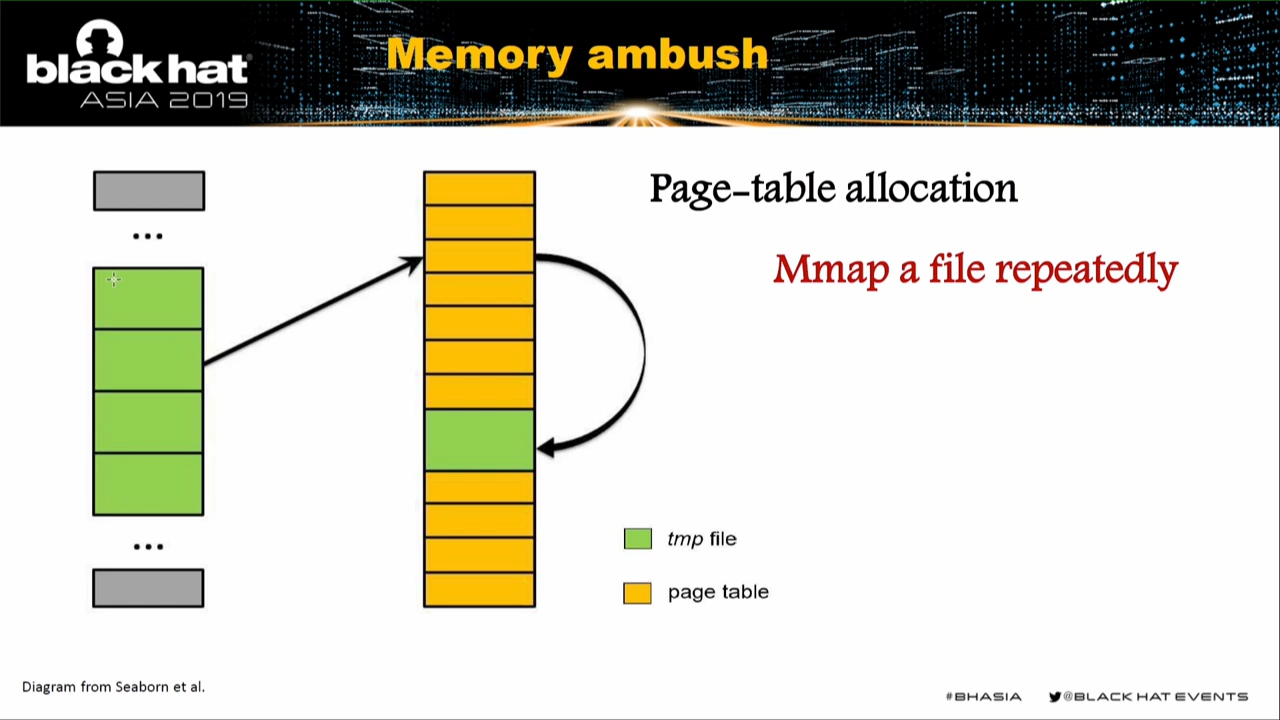 black hat
ASIA 2019
Memory ambush
Page-table allocation
Mmap a file repeatedly
...
...
tmp file
page table
Diagram from Seaborn et al.
#BHASIA
@BLACK HAT EVENTS